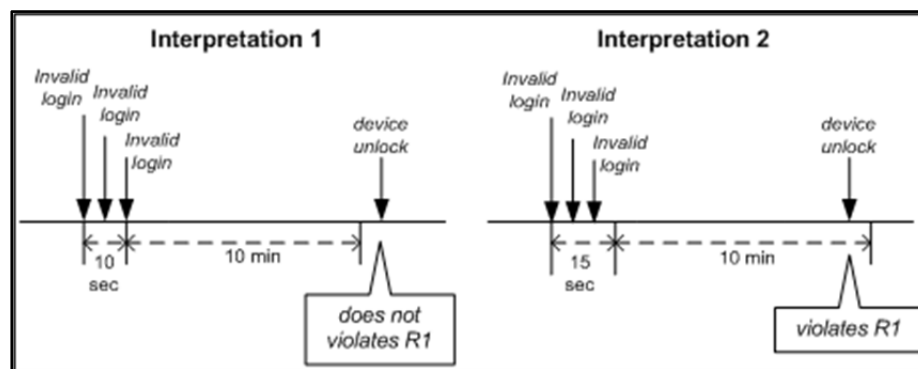 Interpretation 1
Invalid
login
Invalid
login
Invalid
login
device
unlock
10
sec
10 min
does not
violates R1
Interpretation 2
Invalid
login
Invalid
login
Invalid
login
device
unlock
15
sec
10 min
violates R1